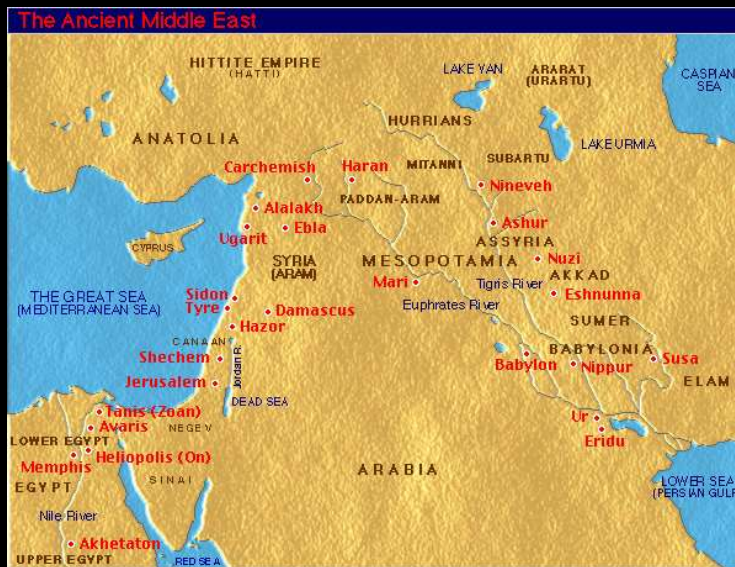 The Ancient Middle East
HITTITE EMPIRE
(HATTI)
LAKE VAN
ARARAT
(URARTU)
CASPIAN
SEA
HURRIANS
ANATOLIA
LAKE URMIA
MITANNI
SUBARTU
Carchemish
Haran
Nineveh
PADDAN-ARAM
Alalakh
Ashur
Ugarit
Ebla
CYPRUS
ASSYRIA
SYRIA
(ARAM)
MESOPOTAMIA
Nuzi
AKKAD
Mari
Tigris River
Eshnunna
THE GREAT SEA
(MEDITERRANEAN SEA)
Sidon
Tyre
Damascus
Euphrates River
SUMER
Hazor
CANAAN
BABYLONIA
Shechem
Jordan R.
Babylon
Nippur
Susa
Jerusalem
ELAM
DEAD SEA
Tanis (Zoan)
Avaris
NEGEV
Ur
Eridu
LOWER EGYPT
Heliopolis (On)
Memphis
ARABIA
SINAI
EGYPT
LOWER SEA
(PERSIAN GULF
Nile River
Akhetaton
UPPER EGYPT
RED SEA